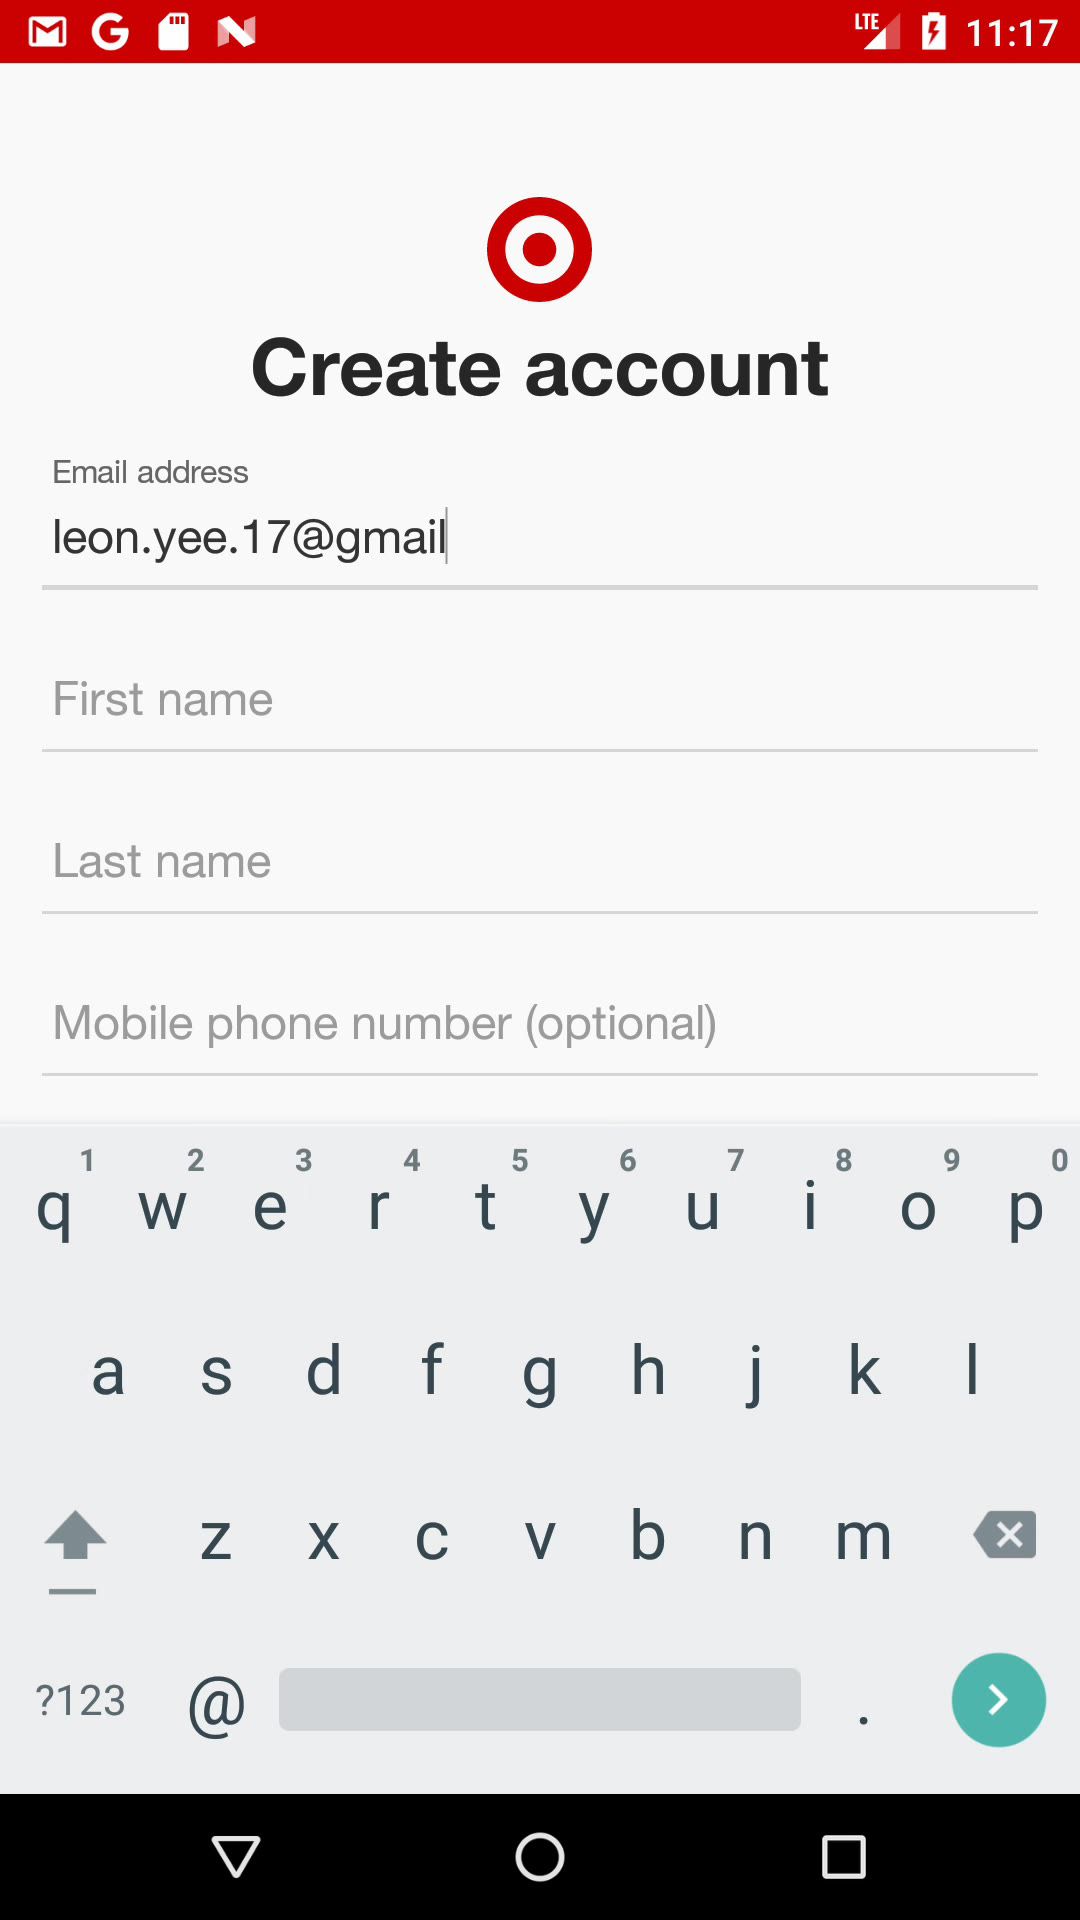 LTE 11:17
Create account
Email address
leon.yee.17@gmail
First name
Last name
Mobile phone number (optional)
1 2 3 4 5 6 7 8 9 0
q w e r t y u i o p
a s d f g h j k l
z x c v b n m
?123 @ .